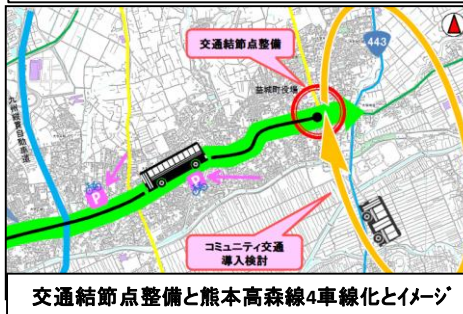 交通結節点整備
443
益城町役場
九州縦貫自動車道
P
P
コミュニティ交通
導入検討
交通結節点整備と熊本高森線4車線化とイメージ